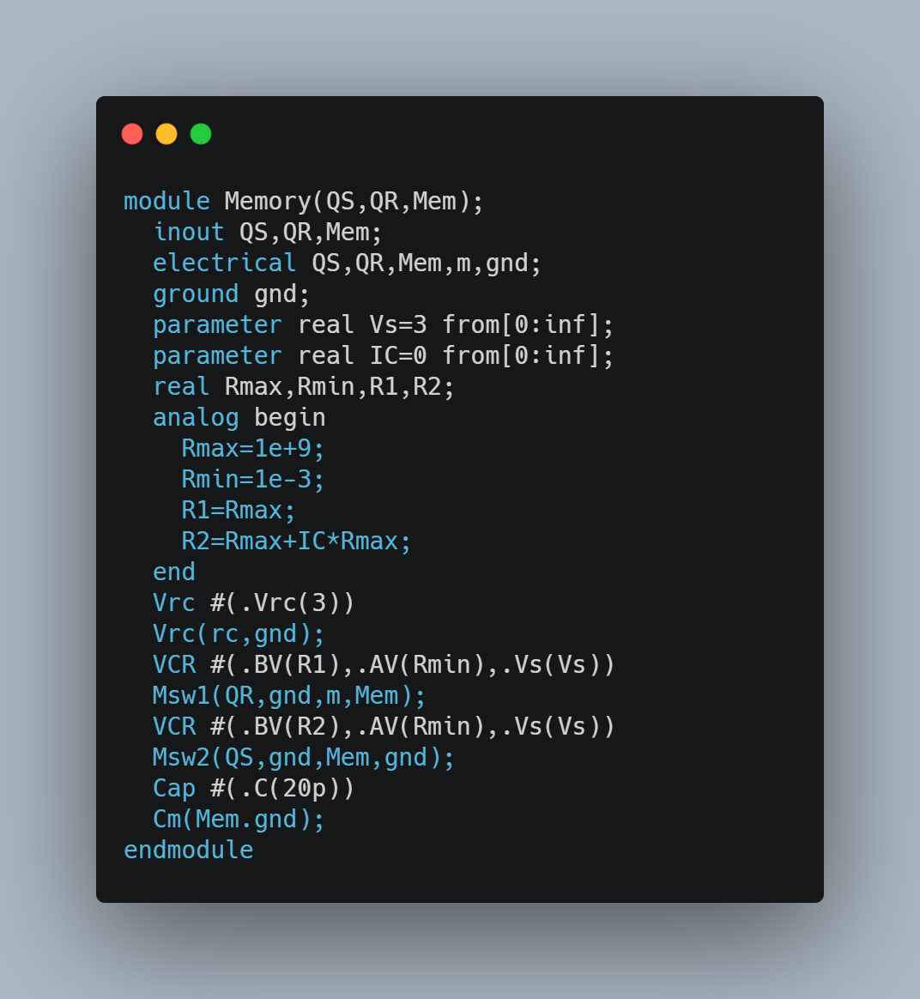 module Memory(QS,QR,Mem);
  inout QS,QR,Mem;
  electrical QS,QR,Mem,m,gnd;
  ground gnd;
  parameter real Vs=3 from[0:inf];
  parameter real IC=0 from[0:inf];
  real Rmax,Rmin,R1,R2;
  analog begin
    Rmax=1e+9;
    Rmin=1e-3;
    R1=Rmax;
    R2=Rmax+IC*Rmax;
  end
  Vrc #(.Vrc(3))
  Vrc(rc,gnd);
  VCR #(.BV(R1),.AV(Rmin),.Vs(Vs))
  Msw1(QR,gnd,m,Mem);
  VCR #(.BV(R2),.AV(Rmin),.Vs(Vs))
  Msw2(QS,gnd,Mem,gnd);
  Cap #(.C(20p))
  Cm(Mem.gnd);
endmodule